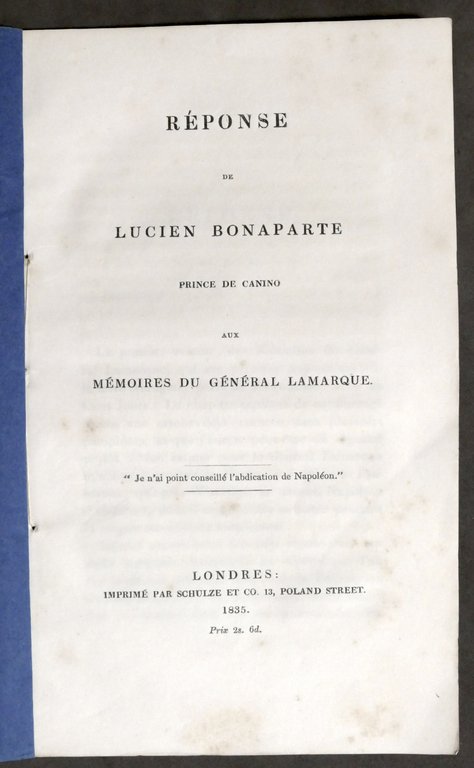 RÉPONSE
DE
LUCIEN BONAPARTE
PRINCE DE CANINO
AUX
MÉMOIRES DU GÉNÉRAL LAMARQUE.
“ Je n'ai point conseillé l'abdication de Napoléon.”
LONDRES:
IMPRIMÉ PAR SCHULZE ET CO. 13, POLAND STREET.
1835.
Prix 2s. 6d.